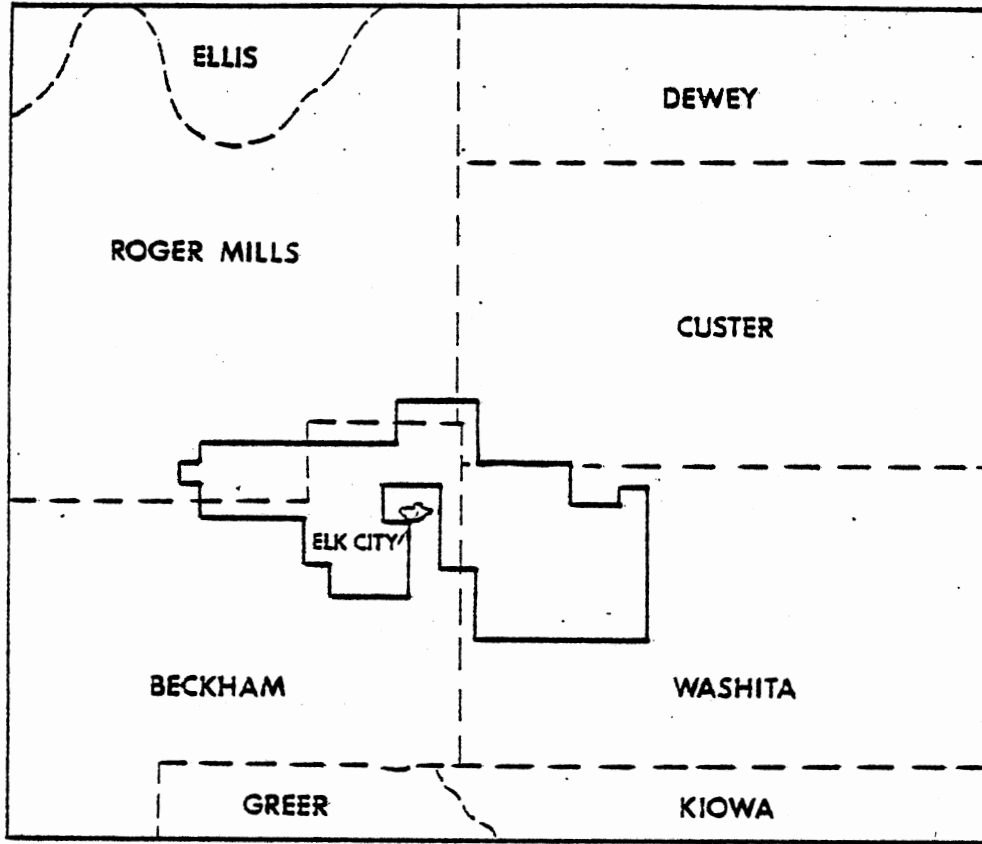 ELLIS
DEWEY
ROGER MILLS
CUSTER
ELK CITY
BECKHAM
WASHITA
GREER
KIOWA